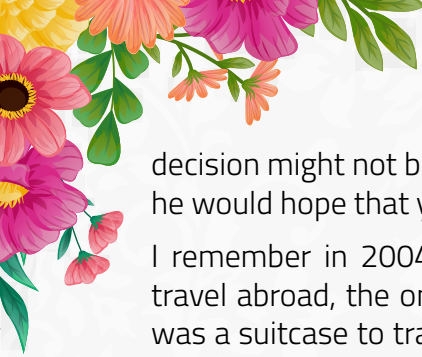 decision might not b
he would hope that y
I remember in 2004
travel abroad, the or
was a suitcase to tra